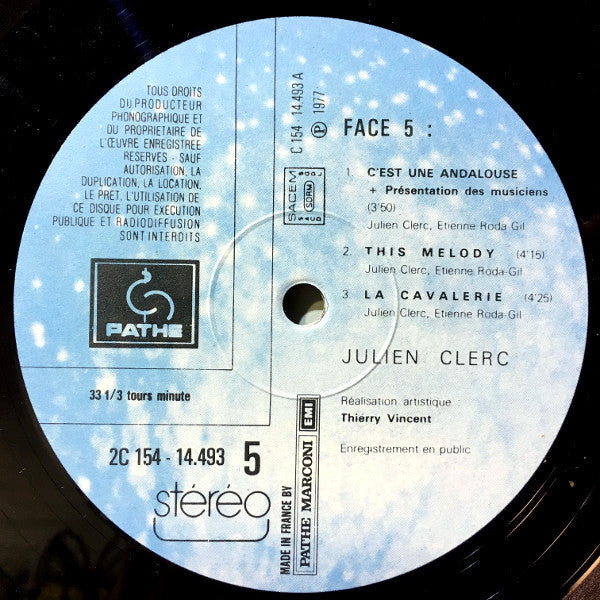 TOUS DROITS
DU PRODUCTEUR
PHONOGRAPHIQUE ET
DU PROPRIETAIRE DE
L'ŒUVRE ENREGISTREE
RESERVES - SAUF
AUTORISATION, LA
DUPLICATION, LA LOCATION,
LE PRET, L'UTILISATION DE
CE DISQUE POUR EXECUTION
PUBLIQUE ET RADIODIFFUSION
SONT INTERDITS
PATHE
33 1/3 tours minute
2C 154 - 14.493 5
stéréo
C 154 - 14.493 A
℗ 1977
SACEM
SDRM
FACE 5 :
1. C'EST UNE ANDALOUSE
+ Présentation des musiciens
(3'50)
Julien Clerc, Etienne Roda-Gil
2. THIS MELODY (4'15)
Julien Clerc, Etienne Roda-Gil
3. LA CAVALERIE (4'25)
Julien Clerc, Etienne Roda-Gil
JULIEN CLERC
Réalisation artistique :
Thierry Vincent
Enregistrement en public
MADE IN FRANCE BY
PATHE MARCONI EMI